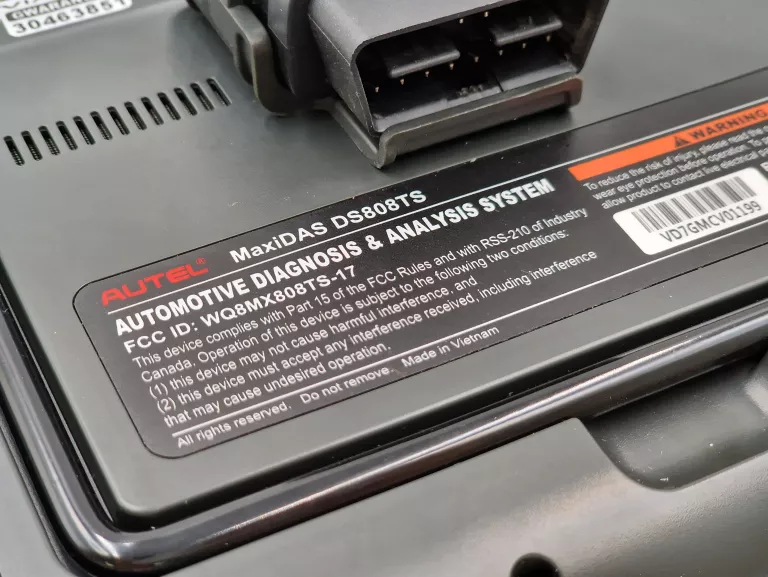 GWARAN
30463851
AUTEL® MaxiDAS DS808TS
AUTOMOTIVE DIAGNOSIS & ANALYSIS SYSTEM
FCC ID: WQ8MX808TS-17
This device complies with Part 15 of the FCC Rules and with RSS-210 of Industry
Canada. Operation of this device is subject to the following two conditions:
(1) this device may not cause harmful interference, and
(2) this device must accept any interference received, including interference
that may cause undesired operation.
All rights reserved. Do not remove. Made in Vietnam
WARNING
To reduce the risk of injury, please read the
wear eye protection before operation. To
allow product to contact live electrical
VD7GMCV01199